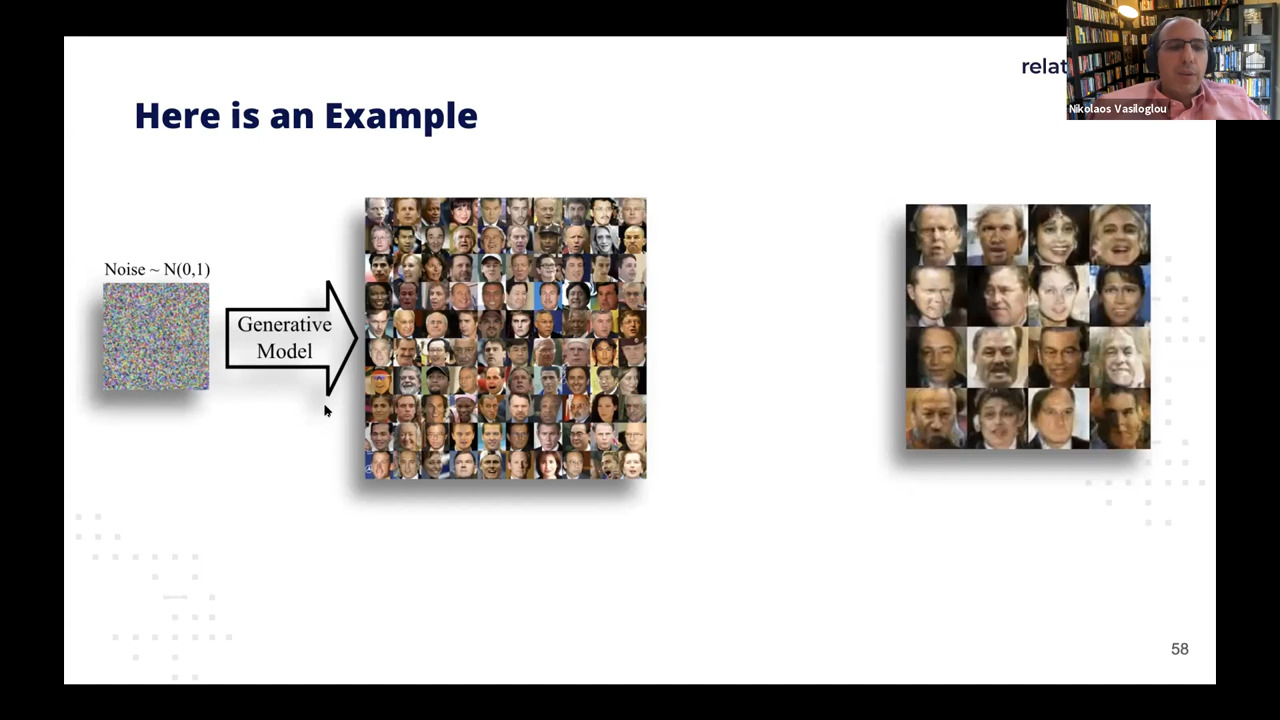 relat
Nikolaos Vasiloglou
Here is an Example
Noise ~ N(0,1)
Generative
Model
58